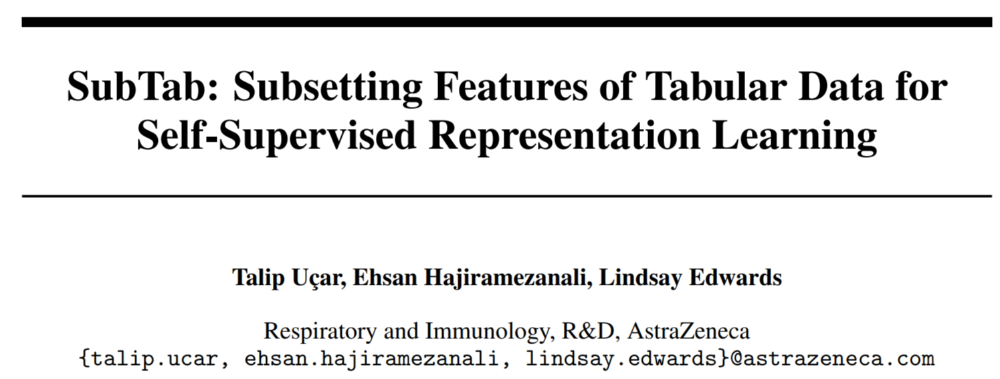 SubTab: Subsetting Features of Tabular Data for
Self-Supervised Representation Learning
Talip Uçar, Ehsan Hajiramezanali, Lindsay Edwards
Respiratory and Immunology, R&D, AstraZeneca
{talip.ucar, ehsan.hajiramezanali, lindsay.edwards}@astrazeneca.com